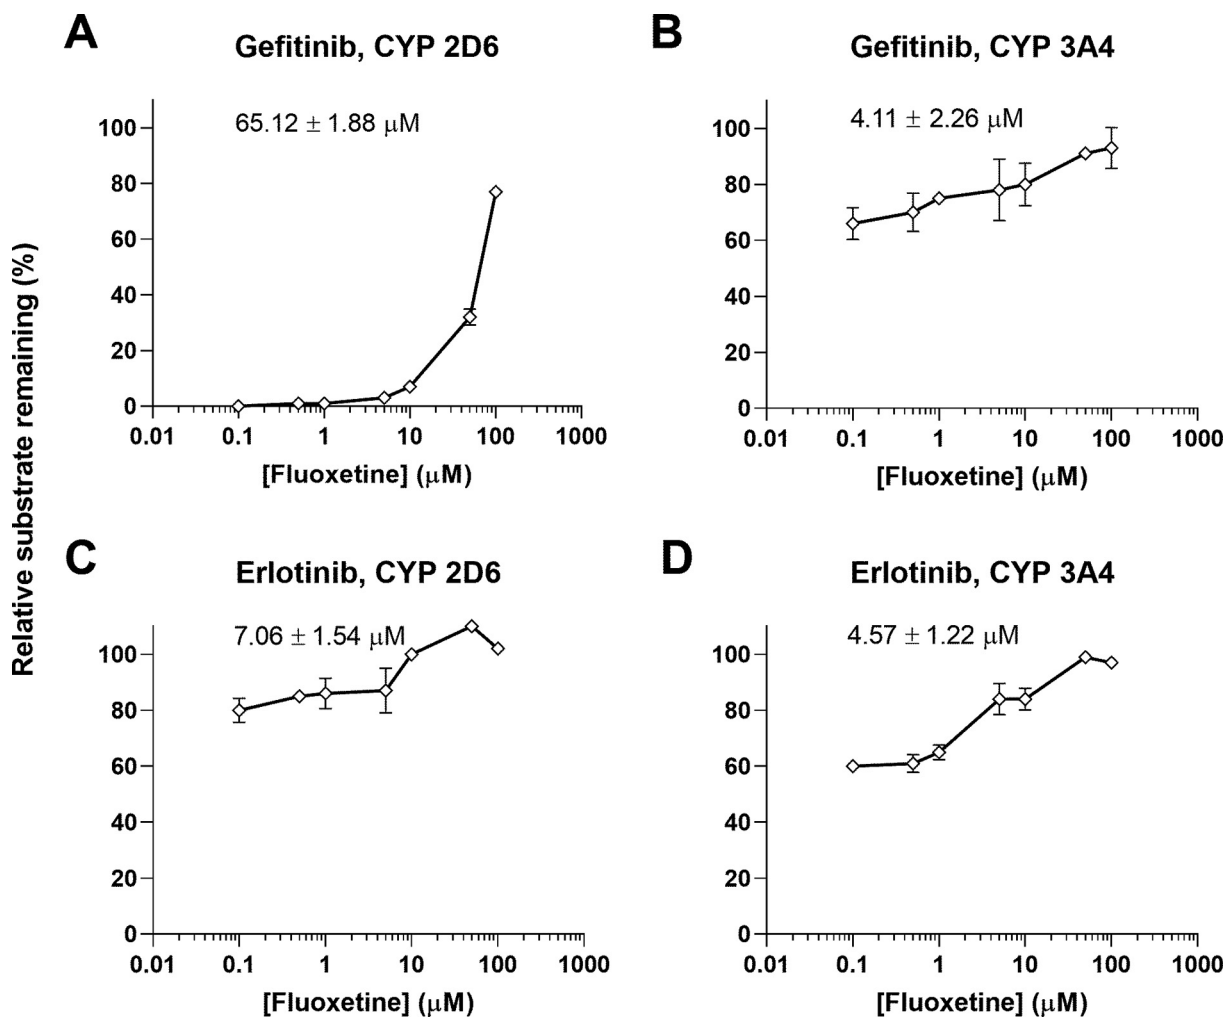 A
Gefitinib, CYP 2D6
65.12 ± 1.88 μM
100
80
60
40
20
0
0.01 0.1 1 10 100 1000
[Fluoxetine] (μM)
B
Gefitinib, CYP 3A4
4.11 ± 2.26 μM
100
80
60
40
20
0
0.01 0.1 1 10 100 1000
[Fluoxetine] (μM)
Relative substrate remaining (%)
C
Erlotinib, CYP 2D6
7.06 ± 1.54 μM
100
80
60
40
20
0
0.01 0.1 1 10 100 1000
[Fluoxetine] (μM)
D
Erlotinib, CYP 3A4
4.57 ± 1.22 μM
100
80
60
40
20
0
0.01 0.1 1 10 100 1000
[Fluoxetine] (μM)